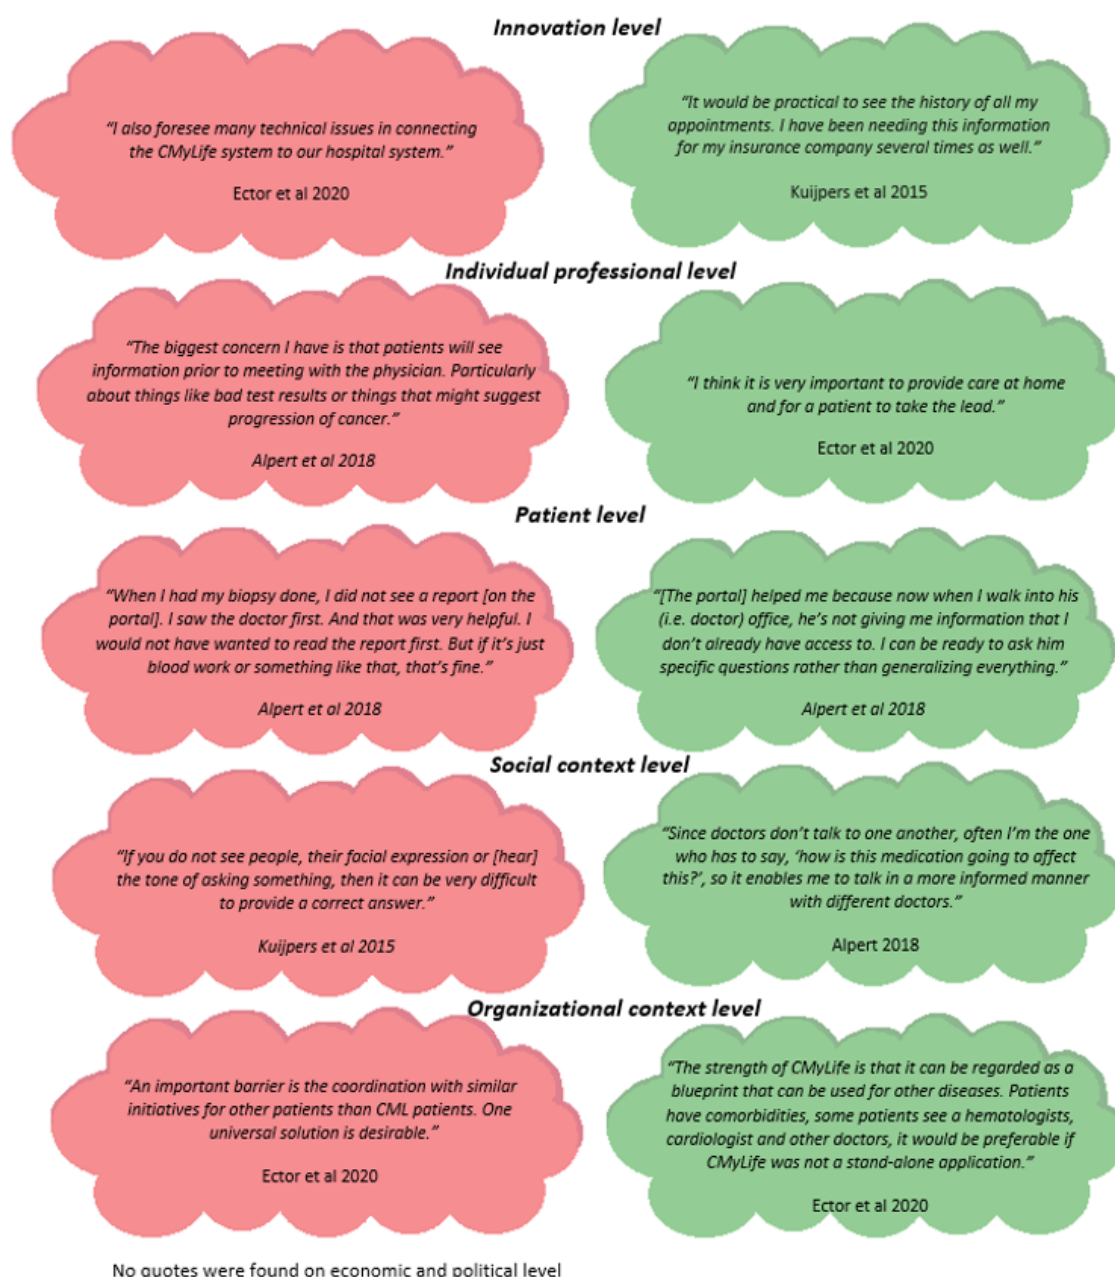 Innovation level
“I also foresee many technical issues in connecting
the CMyLife system to our hospital system.”
Ector et al 2020
“It would be practical to see the history of all my
appointments. I have been needing this information
for my insurance company several times as well.”
Kuijpers et al 2015
Individual professional level
“The biggest concern I have is that patients will see
information prior to meeting with the physician. Particularly
about things like bad test results or things that might suggest
progression of cancer.”
Alpert et al 2018
“I think it is very important to provide care at home
and for a patient to take the lead.”
Ector et al 2020
Patient level
“When I had my biopsy done, I did not see a report [on the
portal]. I saw the doctor first. And that was very helpful. I
would not have wanted to read the report first. But if it’s just
blood work or something like that, that’s fine.”
Alpert et al 2018
“[The portal] helped me because now when I walk into his
(i.e. doctor) office, he’s not giving me information that I
don’t already have access to. I can be ready to ask him
specific questions rather than generalizing everything.”
Alpert et al 2018
Social context level
“If you do not see people, their facial expression or [hear]
the tone of asking something, then it can be very difficult
to provide a correct answer.”
Kuijpers et al 2015
“Since doctors don’t talk to one another, often I’m the one
who has to say, ‘how is this medication going to affect
this?’, so it enables me to talk in a more informed manner
with different doctors.”
Alpert 2018
Organizational context level
“An important barrier is the coordination with similar
initiatives for other patients than CML patients. One
universal solution is desirable.”
Ector et al 2020
“The strength of CMyLife is that it can be regarded as a
blueprint that can be used for other diseases. Patients
have comorbidities, some patients see a hematologists,
cardiologist and other doctors, it would be preferable if
CMyLife was not a stand-alone application.”
Ector et al 2020
No quotes were found on economic and political level